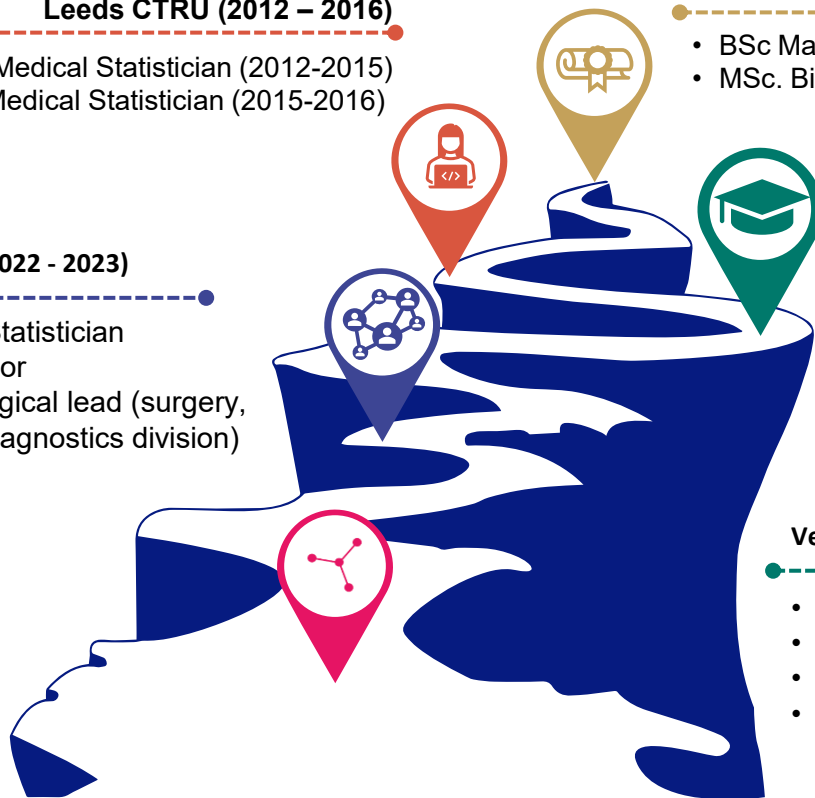 Leeds CTRU (2012 – 2016)
Medical Statistician (2012-2015)
Medical Statistician (2015-2016)
• BSc Ma
• MSc. Bi
022 - 2023)
tatistician
or
gical lead (surgery,
agnostics division)
</>
Ve
•
•
•
•